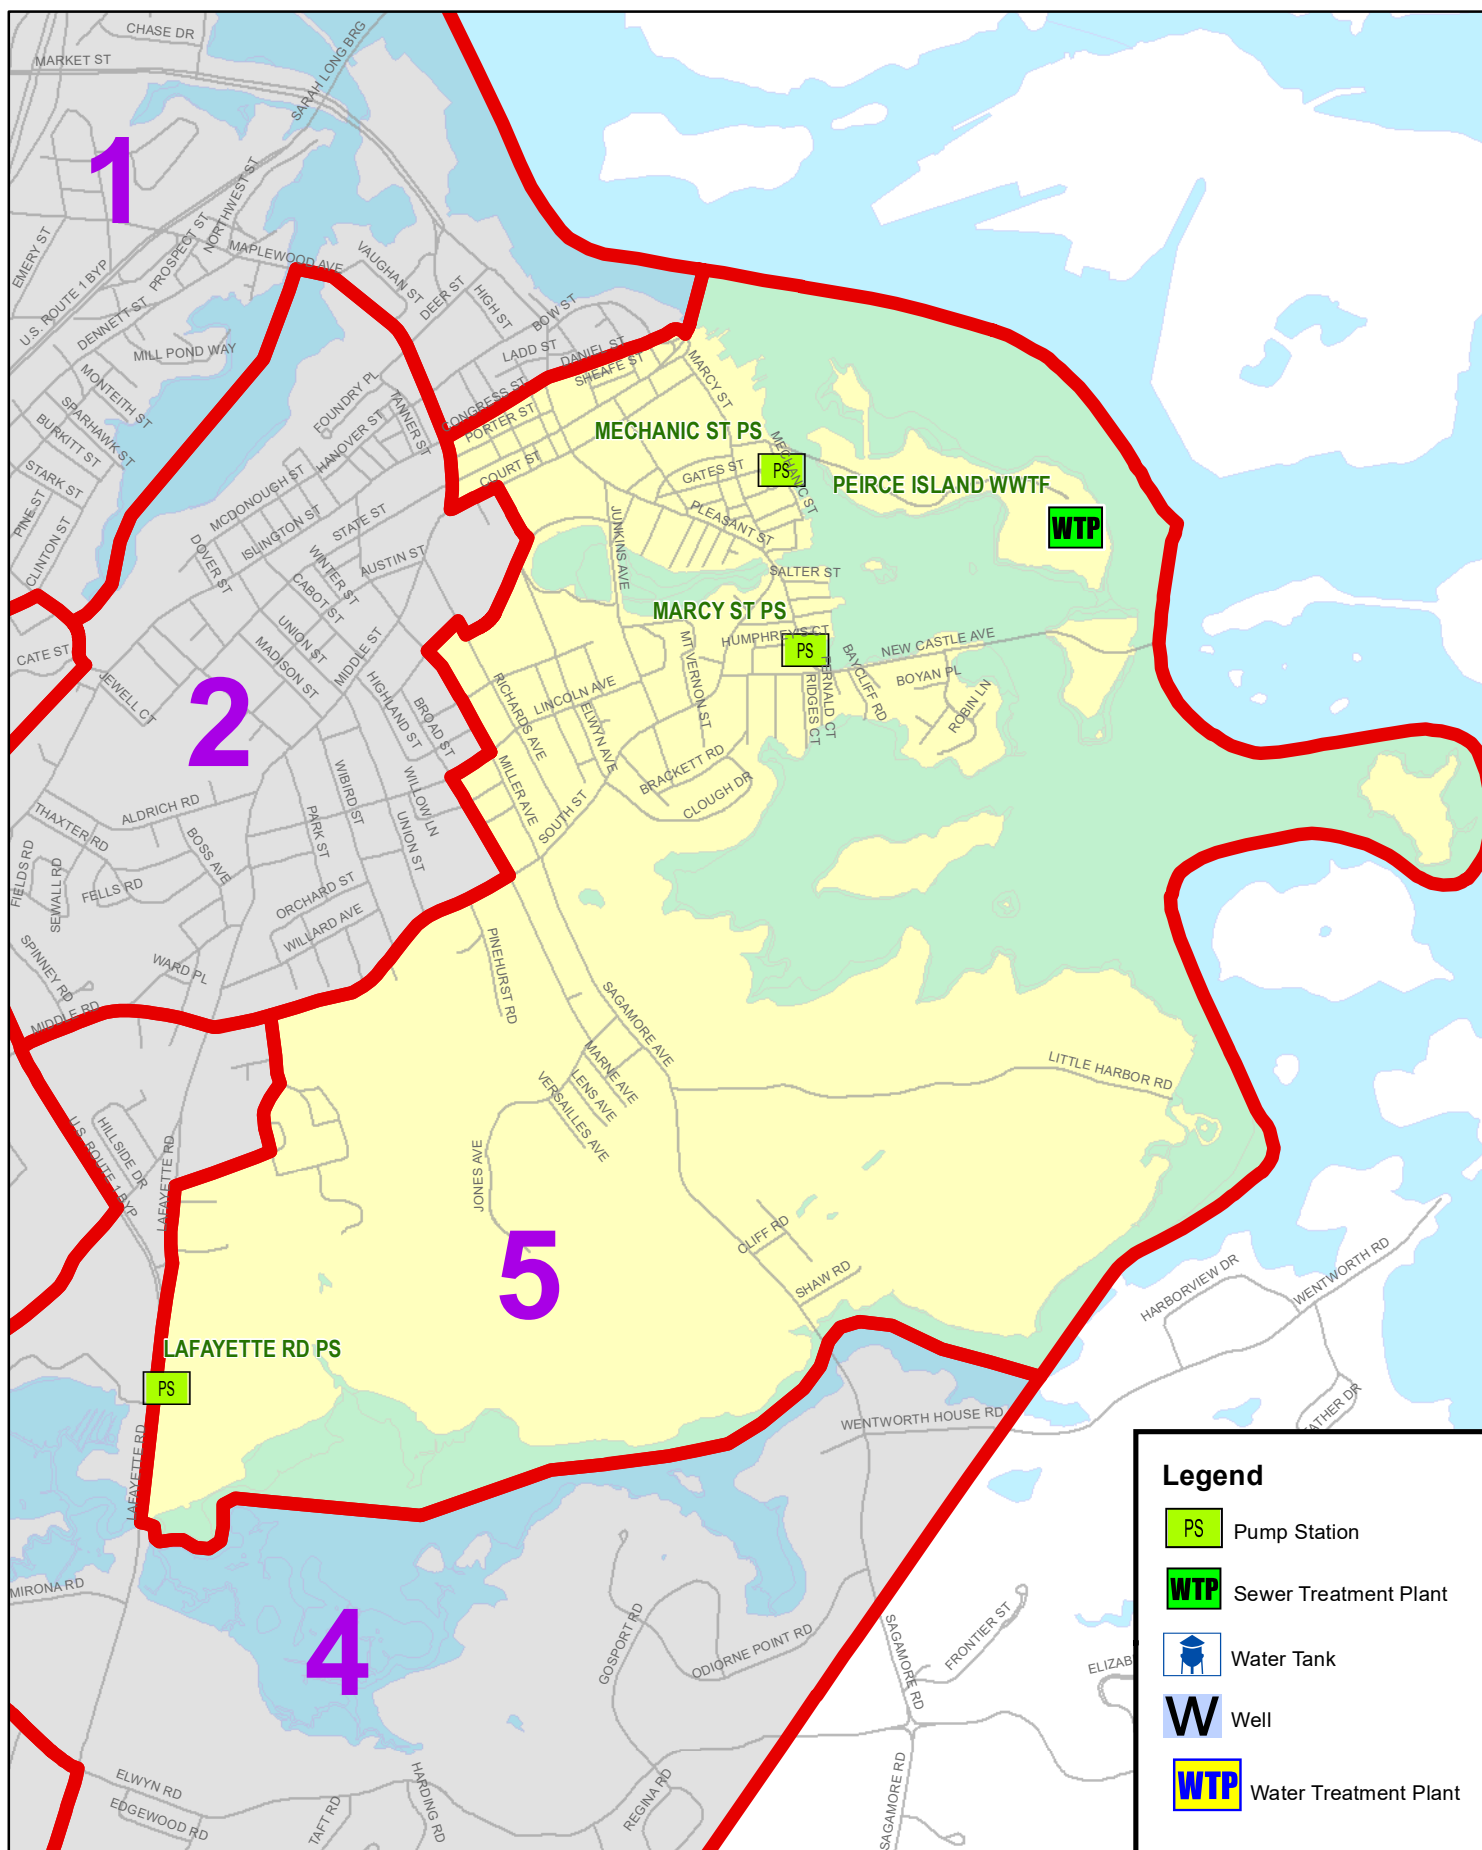 CHASE DR
MARKET ST
SARAH LONG BRG
1
NORTHWEST ST
PROSPECT ST
EMERY ST
MAPLEWOOD AVE
VAUGHAN ST
U.S. ROUTE 1 BYP
DEER ST
HIGH ST
BOW ST
DENNETT ST
MILL POND WAY
LADD ST
DANIEL ST
SHEAFE ST
MARCY ST
MONTEITH ST
FOUNDRY PL
TANNER ST
CONGRESS ST
SPARHAWK ST
HANOVER ST
PORTER ST
BURKITT ST
MECHANIC ST PS
MECHANIC ST
STARK ST
COURT ST
GATES ST
PS
PEIRCE ISLAND WWTF
MCDONOUGH ST
PINE ST
ISLINGTON ST
STATE ST
JUNKINS AVE
PLEASANT ST
WTP
CLINTON ST
DOVER ST
WINTER ST
AUSTIN ST
CABOT ST
SALTER ST
MARCY ST PS
UNION ST
MIDDLE ST
MADISON ST
MT VERNON ST
HUMPHREY'S CT
PS
NEW CASTLE AVE
CATE ST
JEWELL CT
2
HIGHLAND ST
BROAD ST
RICHARDS AVE
LINCOLN AVE
ELWYN AVE
RIDGES CT
FERNALD CT
BAYCLIFF RD
BOYAN PL
ROBIN LN
WIBIRD ST
WILLOW LN
MILLER AVE
BRACKETT RD
CLOUGH DR
SOUTH ST
THAXTER RD
ALDRICH RD
PARK ST
UNION ST
BOSS AVE
FIELDS RD
SEWALL RD
FELLS RD
ORCHARD ST
WILLARD AVE
SPINNEY RD
WARD PL
PINEHURST RD
MIDDLE RD
SAGAMORE AVE
MARNE AVE
LENS AVE
VERSAILLES AVE
LITTLE HARBOR RD
U.S. ROUTE 1 BYP
HILLSIDE DR
LAFAYETTE RD
JONES AVE
5
CLIFF RD
SHAW RD
HARBORVIEW DR
WENTWORTH RD
LAFAYETTE RD PS
PS
LAFAYETTE RD
WENTWORTH HOUSE RD
ATHER DR
MIRONA RD
4
GOSPORT RD
ODIORNE POINT RD
SAGAMORE RD
FRONTIER ST
ELIZAB
ELWYN RD
EDGEWOOD RD
TAFT RD
HARDING RD
REGINA RD
SAGAMORE RD
Legend
PS Pump Station
WTP Sewer Treatment Plant
Water Tank
W Well
WTP Water Treatment Plant